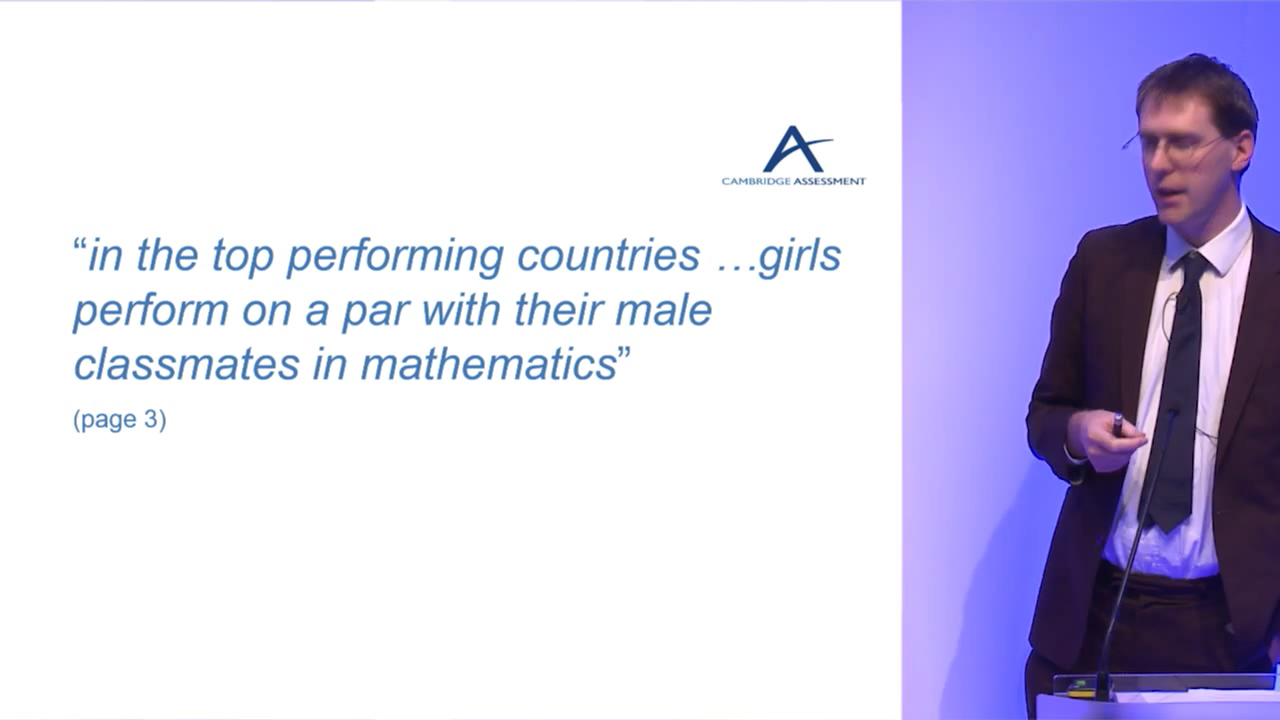 CAMBRIDGE ASSESSMENT
“in the top performing countries …girls
perform on a par with their male
classmates in mathematics”
(page 3)